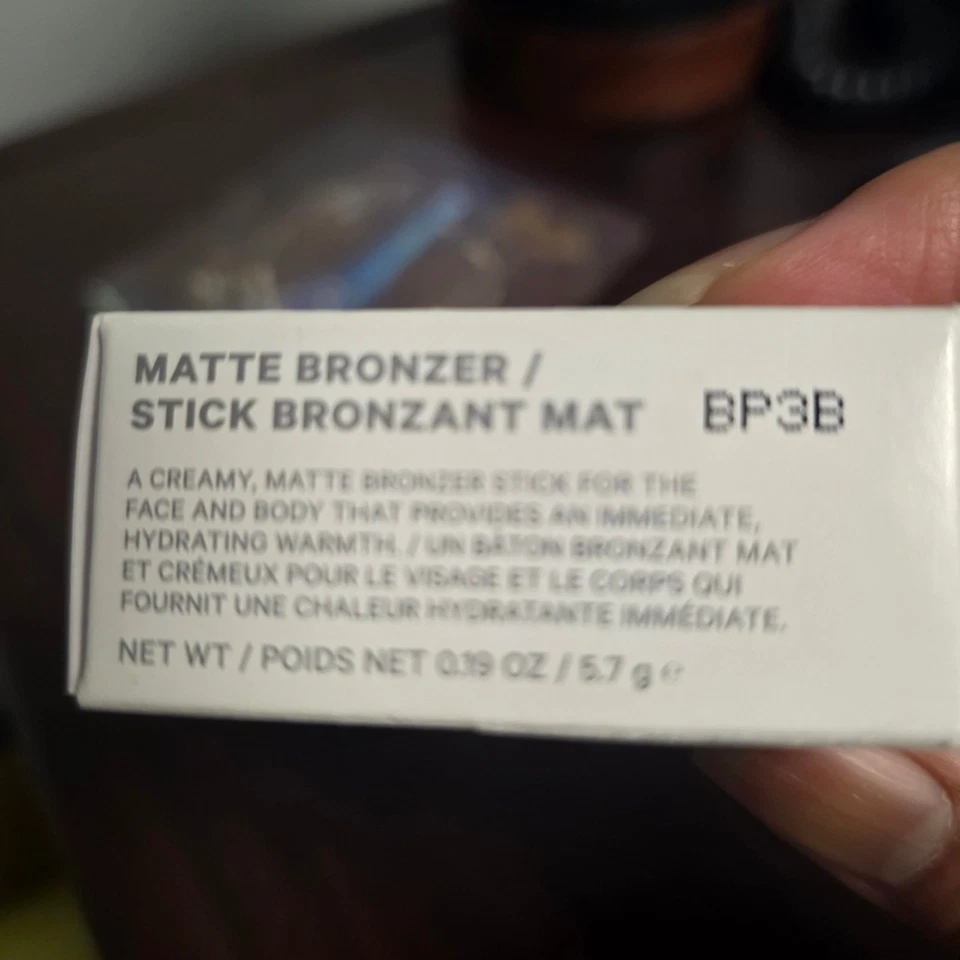 MATTE BRONZER /
STICK BRONZANT MAT
BP3B
A CREAMY, MATTE BRONZER STICK FOR THE
FACE AND BODY THAT PROVIDES AN IMMEDIATE,
HYDRATING WARMTH. / UN BÂTON BRONZANT MAT
ET CRÉMEUX POUR LE VISAGE ET LE CORPS QUI
FOURNIT UNE CHALEUR HYDRATANTE IMMÉDIATE.
NET WT / POIDS NET 0.19 OZ / 5.7 g ℮